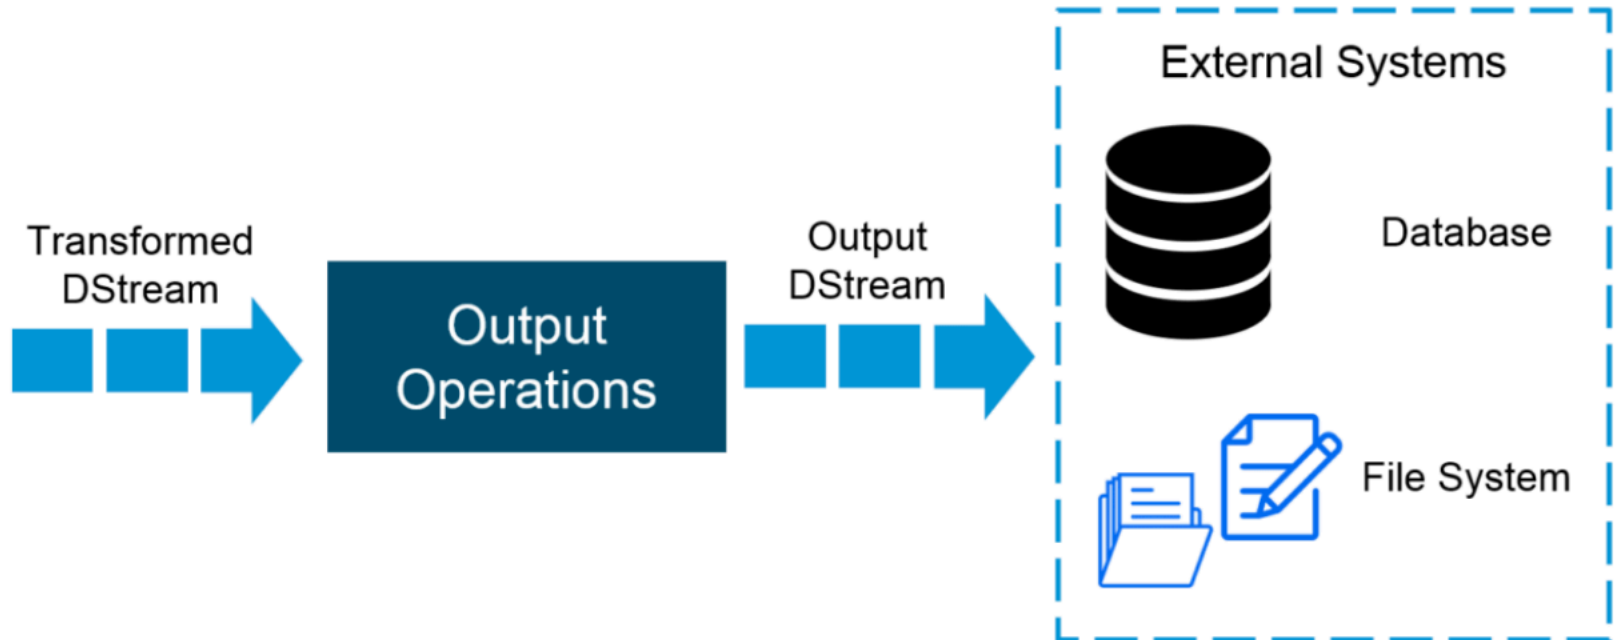 Transformed
DStream
Output
Operations
Output
DStream
External Systems
Database
File System